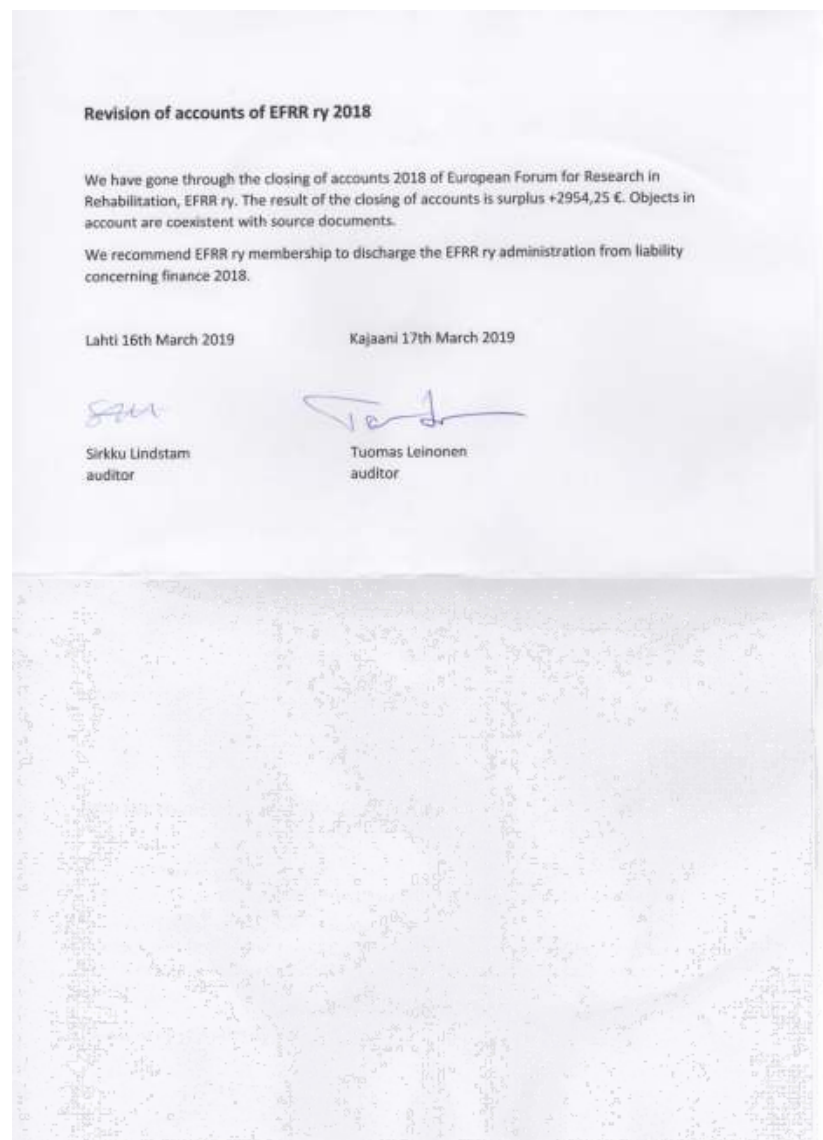 Revision of accounts of EFRR ry 2018
We have gone through the closing of accounts 2018 of European Forum for Research in
Rehabilitation, EFRR ry. The result of the closing of accounts is surplus +2954,25 €. Objects in
account are coexistent with source documents.
We recommend EFRR ry membership to discharge the EFRR ry administration from liability
concerning finance 2018.
Lahti 16th March 2019 Kajaani 17th March 2019
Sirkku Lindstam Tuomas Leinonen
auditor auditor